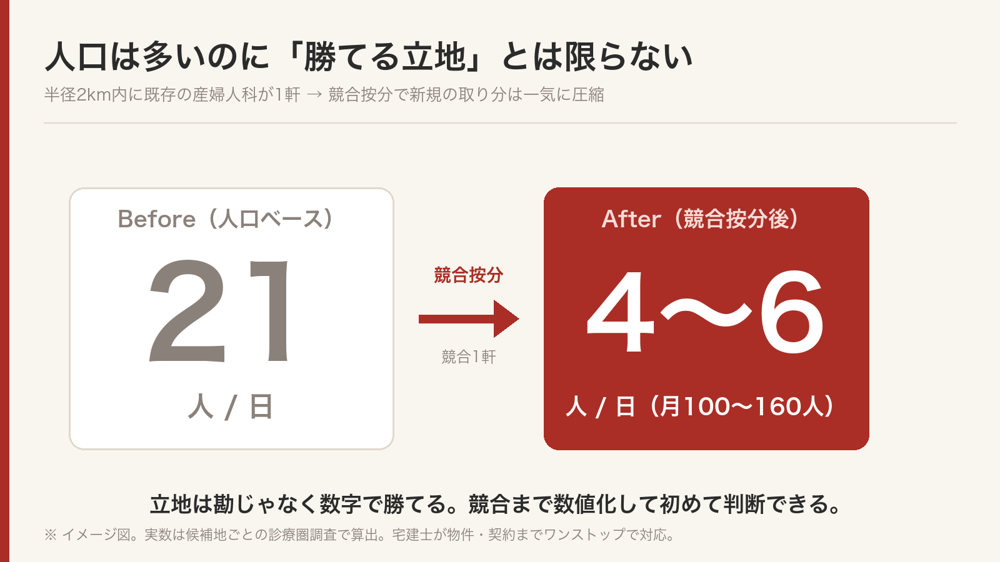 人口は多いのに「勝てる立地」とは限らない
半径2km内に既存の産婦人科が1軒 → 競合按分で新規の取り分は一気に圧縮
Before（人口ベース）
21
人 / 日
競合按分
競合1軒
After（競合按分後）
4〜6
人 / 日（月100〜160人）
立地は勘じゃなく数字で勝てる。競合まで数値化して初めて判断できる。
※ イメージ図。実数は候補地ごとの診療圏調査で算出。宅建士が物件・契約までワンストップで対応。